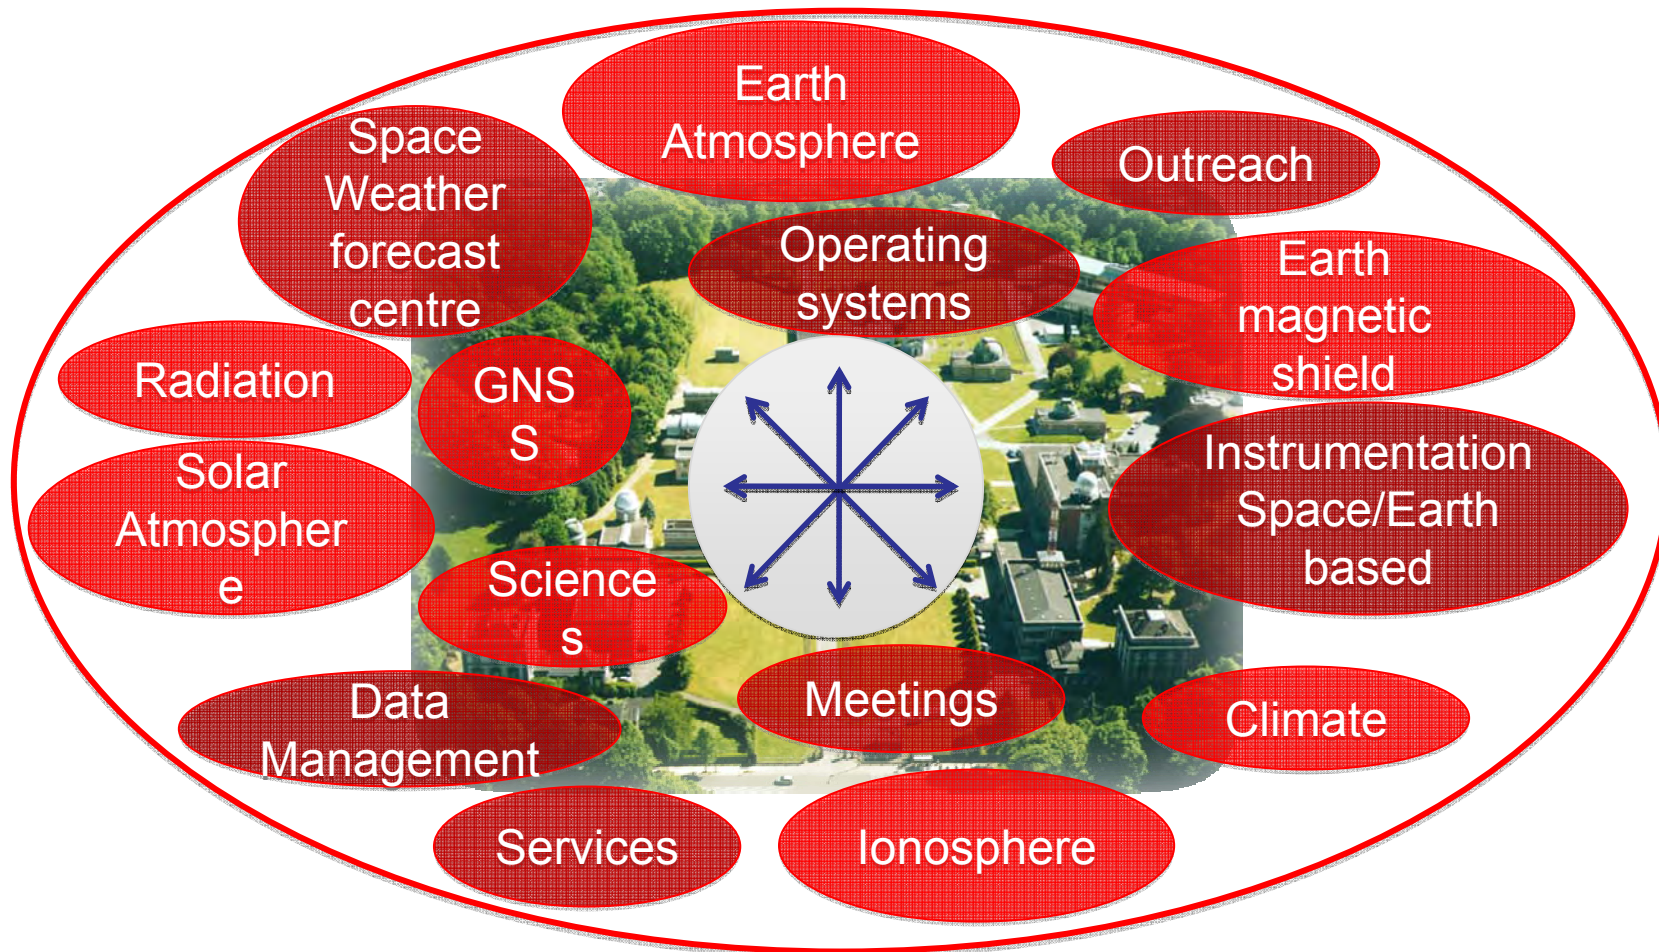 Earth
Atmosphere
Space
Weather
forecast
centre
Outreach
Operating
systems
Earth
magnetic
shield
Radiation
GNS
S
Instrumentation
Space/Earth
based
Solar
Atmospher
e
Science
s
Data
Management
Meetings
Climate
Services
Ionosphere